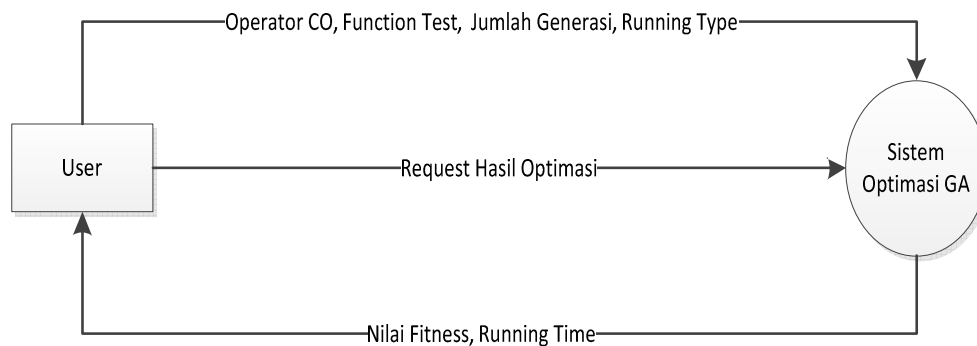 Operator CO, Function Test, Jumlah Generasi, Running Type
User
Request Hasil Optimasi
Sistem
Optimasi GA
Nilai Fitness, Running Time